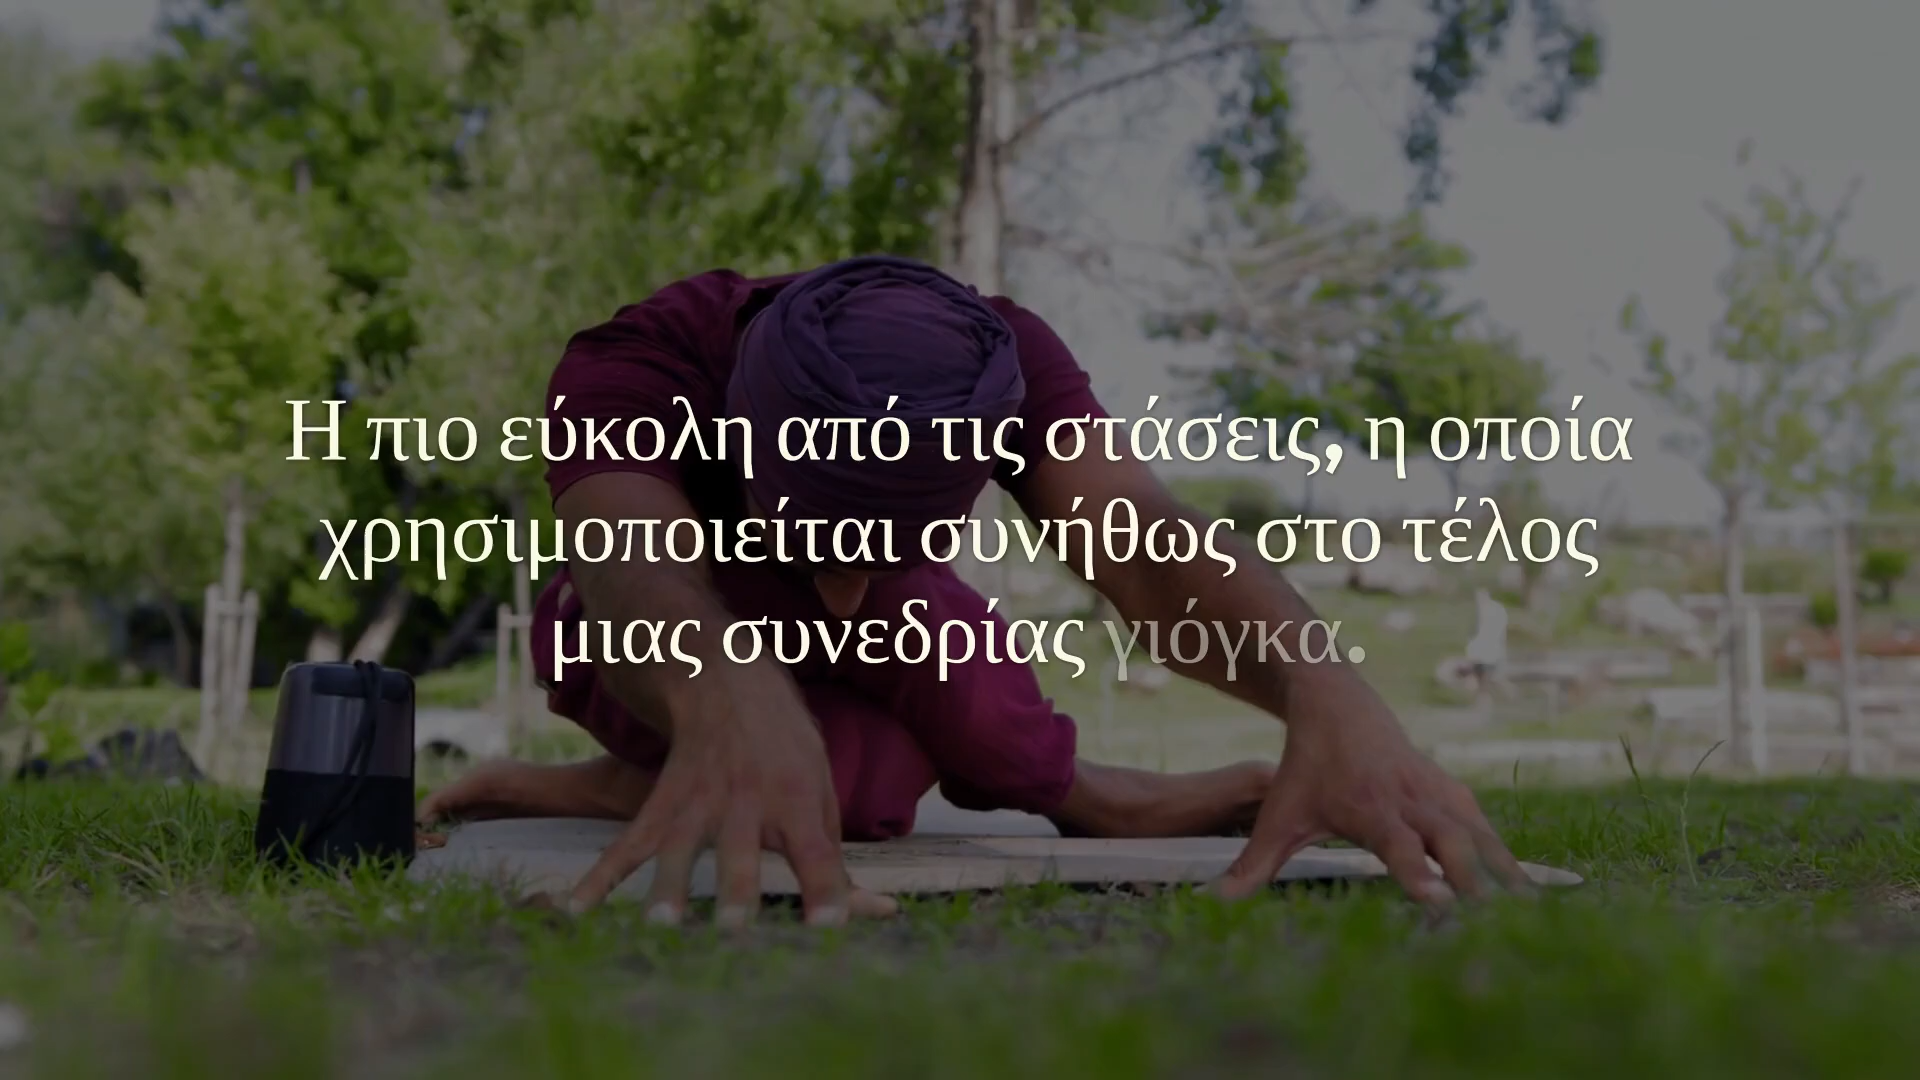 Η πιο εύκολη από τις στάσεις, η οποία
χρησιμοποιείται συνήθως στο τέλος
μιας συνεδρίας γιόγκα.